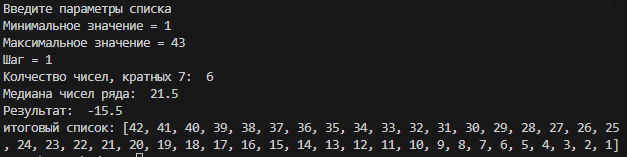 Введите параметры списка
Минимальное значение = 1
Максимальное значение = 43
Шаг = 1
Колчество чисел, кратных 7:  6
Медиана чисел ряда:  21.5
Результат:  -15.5
итоговый список: [42, 41, 40, 39, 38, 37, 36, 35, 34, 33, 32, 31, 30, 29, 28, 27, 26, 25
, 24, 23, 22, 21, 20, 19, 18, 17, 16, 15, 14, 13, 12, 11, 10, 9, 8, 7, 6, 5, 4, 3, 2, 1]